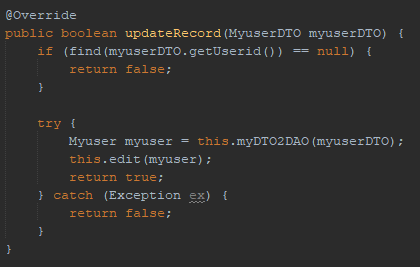 @Override
public boolean updateRecord(MyuserDTO myuserDTO) {
    if (find(myuserDTO.getUserid()) == null) {
        return false;
    }

    try {
        Myuser myuser = this.myDTO2DAO(myuserDTO);
        this.edit(myuser);
        return true;
    } catch (Exception ex) {
        return false;
    }
}